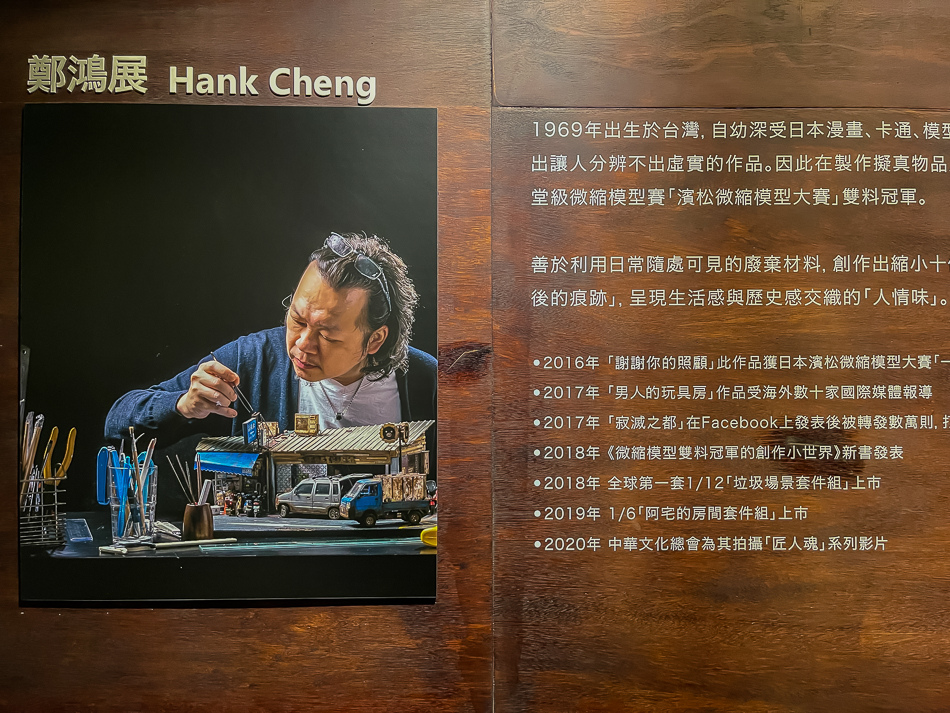 鄭鴻展 Hank Cheng
1969年出生於台灣, 自幼深受日本漫畫、卡通、模型
出讓人分辨不出虛實的作品。因此在製作擬真物品
堂級微縮模型賽「濱松微縮模型大賽」雙料冠軍。
善於利用日常隨處可見的廢棄材料, 創作出縮小十
後的痕跡」, 呈現生活感與歷史感交織的「人情味」。
•2016年 「謝謝你的照顧」此作品獲日本濱松微縮模型大賽「一
•2017年 「男人的玩具房」作品受海外數十家國際媒體報導
•2017年 「寂滅之都」在Facebook上發表後被轉發數萬則,
•2018年《微縮模型雙料冠軍的創作小世界》新書發表
•2018年 全球第一套1/12「垃圾場景套件組」上市
•2019年 1/6「阿宅的房間套件組」上市
•2020年 中華文化總會為其拍攝「匠人魂」系列影片